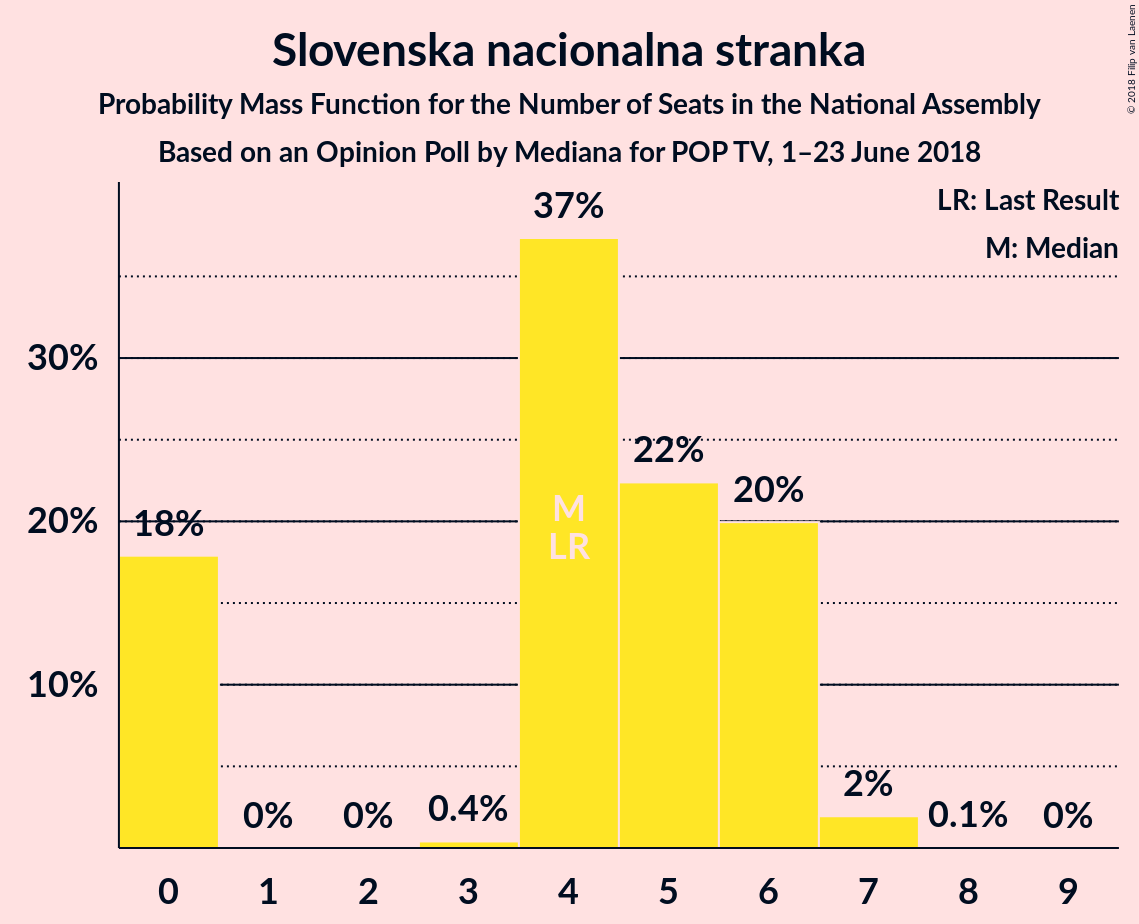 Slovenska nacionalna stranka
Probability Mass Function for the Number of Seats in the National Assembly
Based on an Opinion Poll by Mediana for POP TV, 1–23 June 2018
© 2018 Filip van Laenen
LR: Last Result
M: Median
37%
30%
22%
20%
20%
18%
M
LR
10%
0%
0%
0.4%
2%
0.1%
0%
0 1 2 3 4 5 6 7 8 9